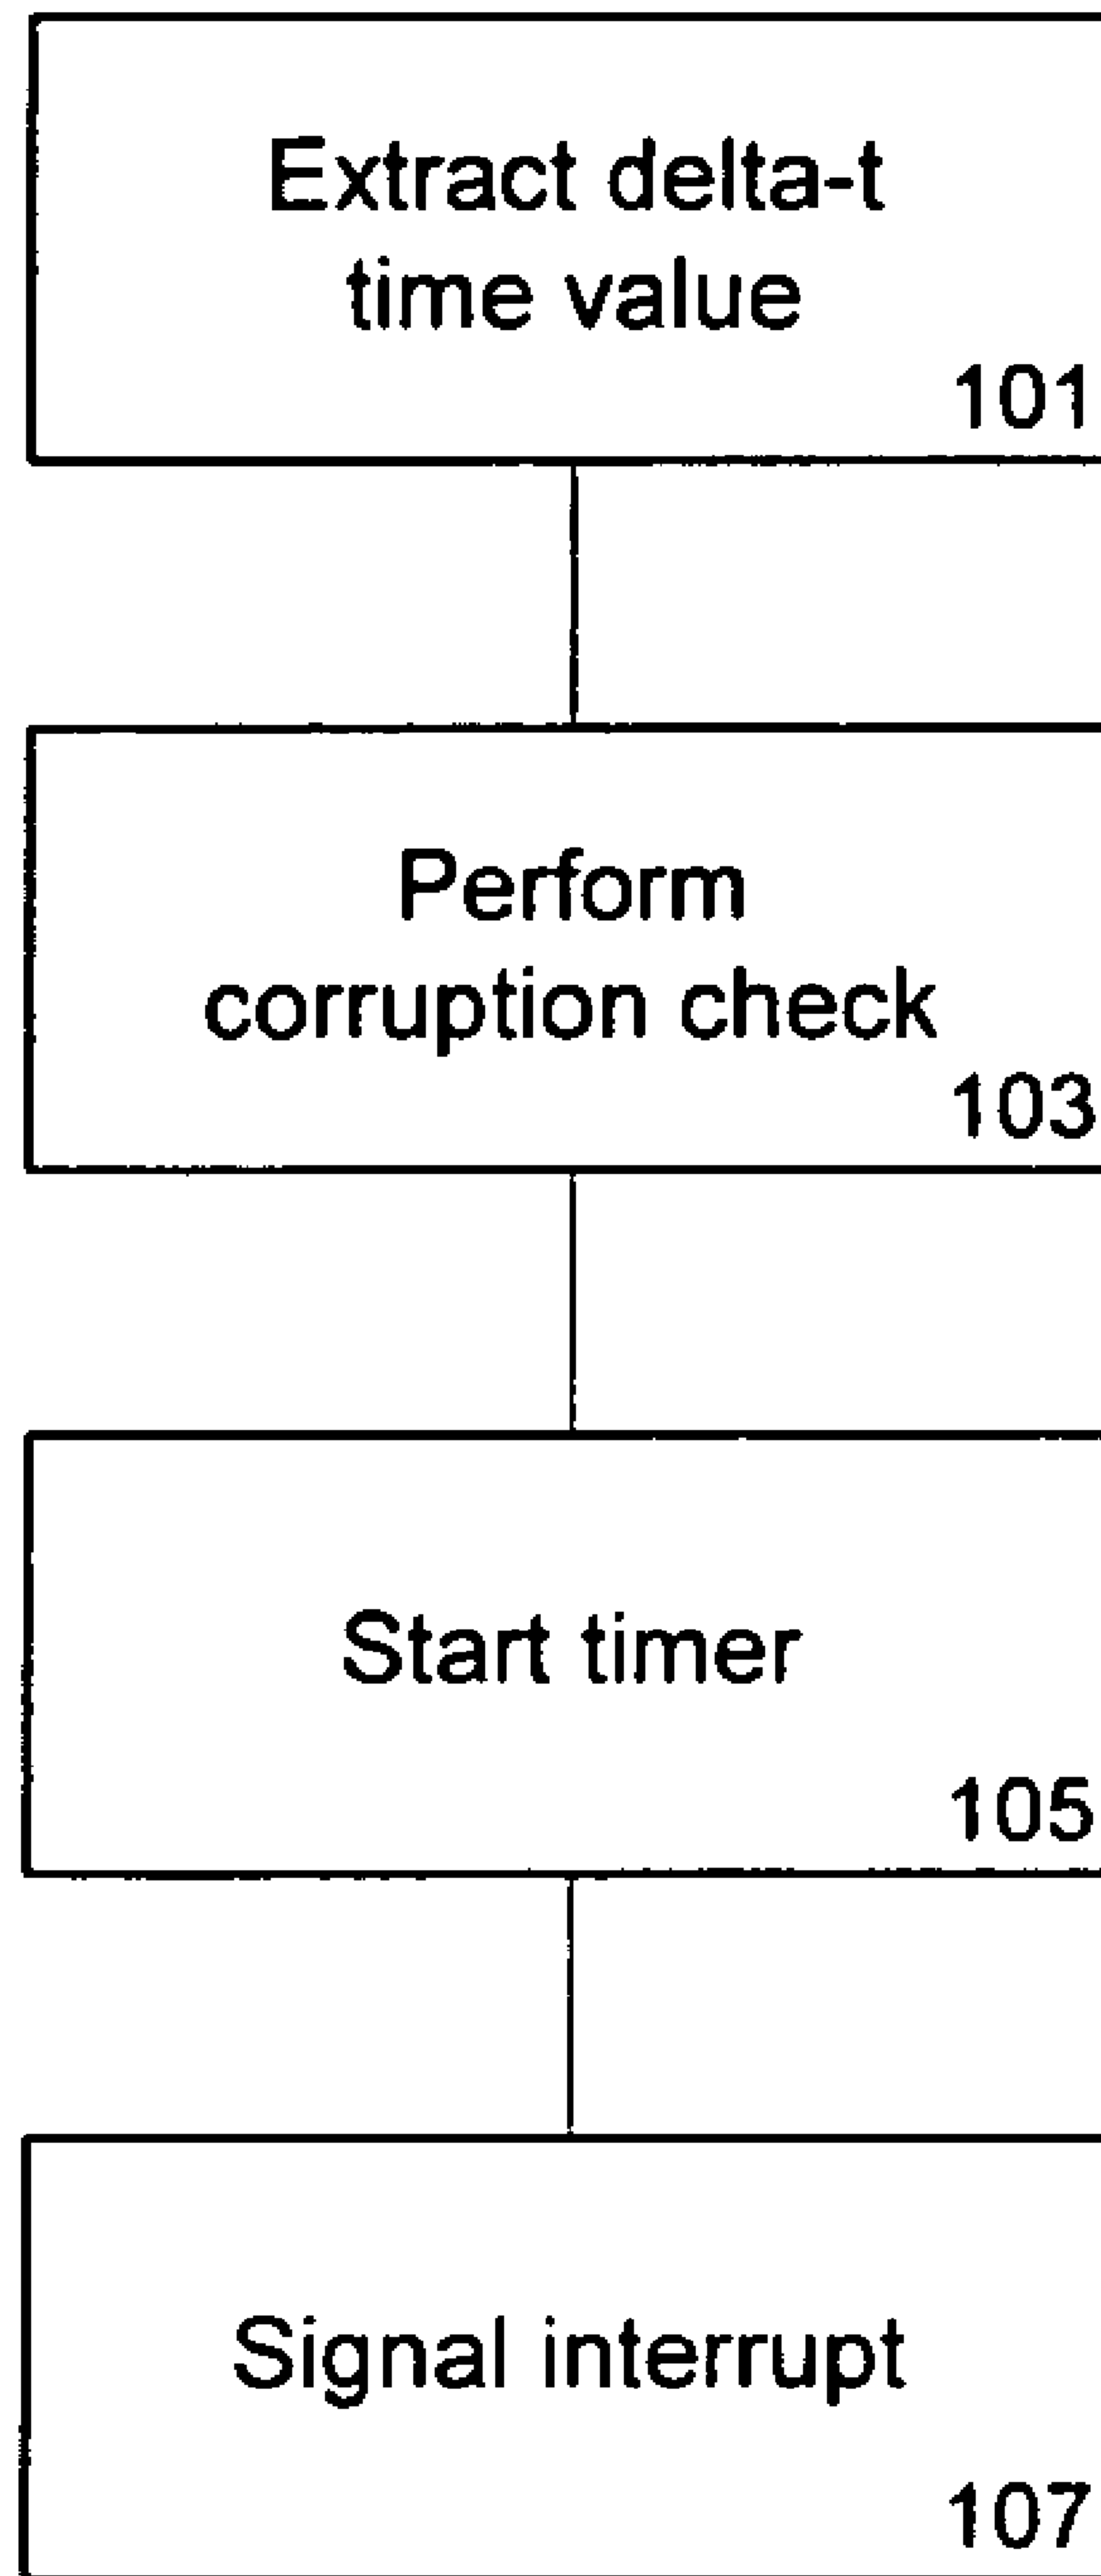 Extract delta-t
time value
101
Perform
corruption check
103
Start timer
105
Signal interrupt
107